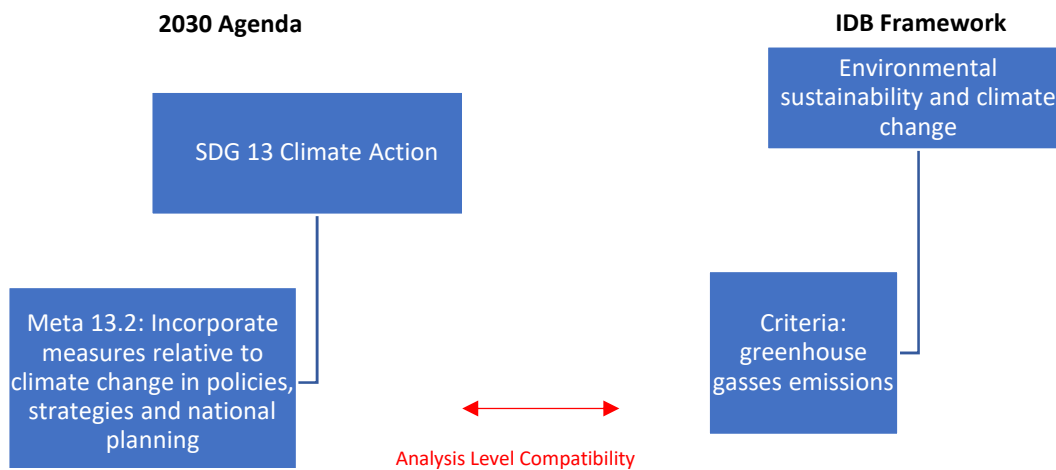 2030 Agenda
SDG 13 Climate Action
Meta 13.2: Incorporate
measures relative to
climate change in policies,
strategies and national
planning
IDB Framework
Environmental
sustainability and climate
change
Criteria:
greenhouse
gasses emissions
Analysis Level Compatibility